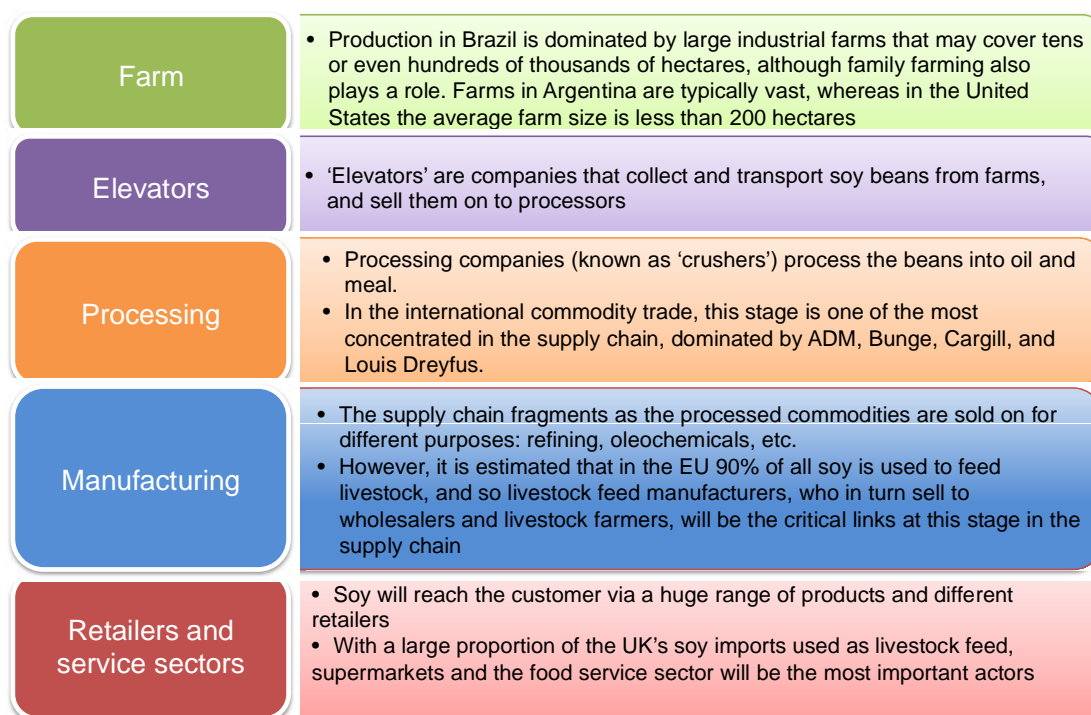 Farm
• Production in Brazil is dominated by large industrial farms that may cover tens
or even hundreds of thousands of hectares, although family farming also
plays a role. Farms in Argentina are typically vast, whereas in the United
States the average farm size is less than 200 hectares
Elevators
• ‘Elevators’ are companies that collect and transport soy beans from farms,
and sell them on to processors
Processing
• Processing companies (known as ‘crushers’) process the beans into oil and
meal.
• In the international commodity trade, this stage is one of the most
concentrated in the supply chain, dominated by ADM, Bunge, Cargill, and
Louis Dreyfus.
Manufacturing
• The supply chain fragments as the processed commodities are sold on for
different purposes: refining, oleochemicals, etc.
• However, it is estimated that in the EU 90% of all soy is used to feed
livestock, and so livestock feed manufacturers, who in turn sell to
wholesalers and livestock farmers, will be the critical links at this stage in the
supply chain
Retailers and
service sectors
• Soy will reach the customer via a huge range of products and different
retailers
• With a large proportion of the UK’s soy imports used as livestock feed,
supermarkets and the food service sector will be the most important actors